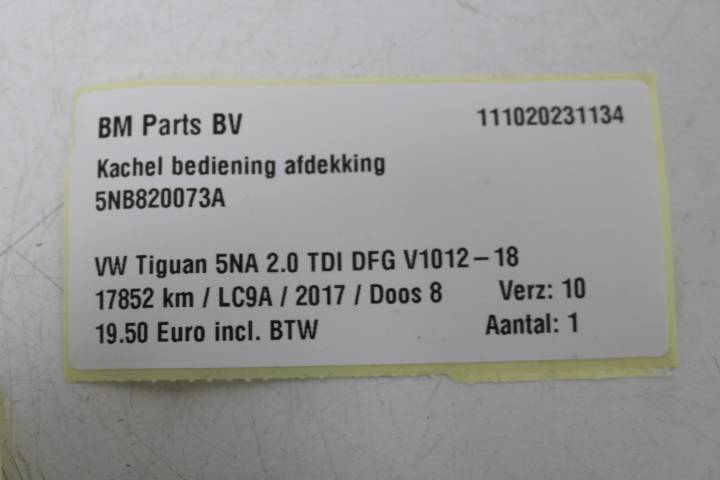 BM Parts BV 111020231134
Kachel bediening afdekking
5NB820073A
VW Tiguan 5NA 2.0 TDI DFG V1012-18
17852 km / LC9A / 2017 / Doos 8 Verz: 10
19.50 Euro incl. BTW Aantal: 1